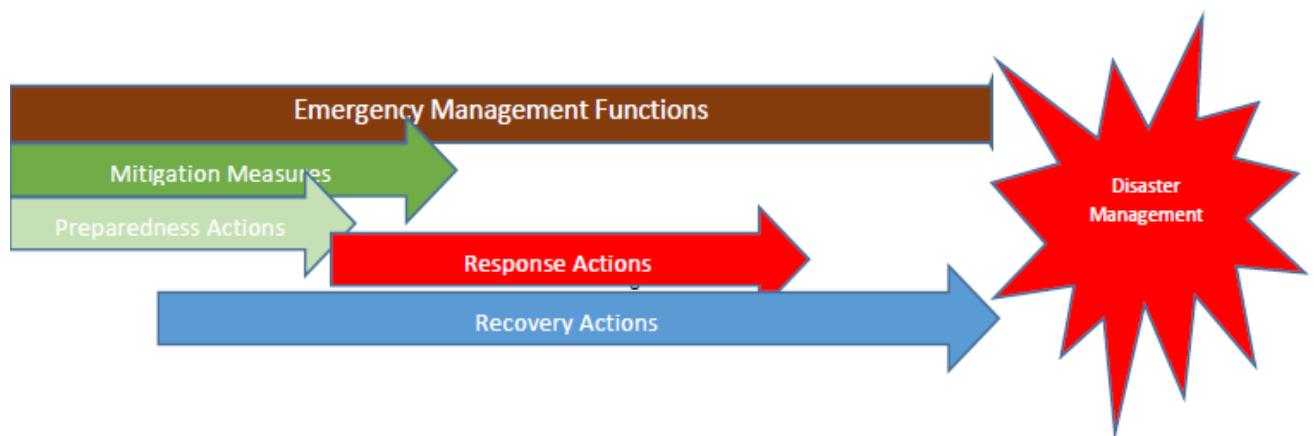 Emergency Management Functions
Mitigation Measures
Preparedness Actions
Response Actions
Recovery Actions
Disaster
Management